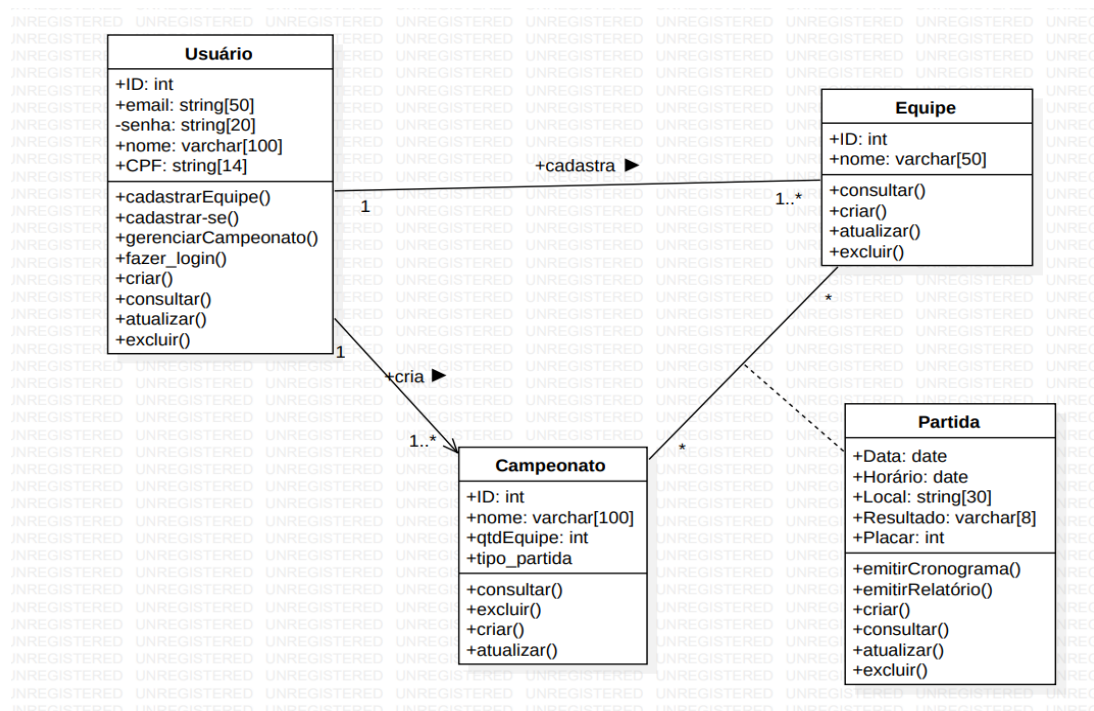 Usuário
+ID: int
+email: string[50]
-senha: string[20]
+nome: varchar[100]
+CPF: string[14]
+cadastrarEquipe()
+cadastrar-se()
+gerenciarCampeonato()
+fazer_login()
+criar()
+consultar()
+atualizar()
+excluir()
+cadastra ►
1
1..*
Equipe
+ID: int
+nome: varchar[50]
+consultar()
+criar()
+atualizar()
+excluir()
1
+cria ►
1..*
*
*
Campeonato
+ID: int
+nome: varchar[100]
+qtdEquipe: int
+tipo_partida
+consultar()
+excluir()
+criar()
+atualizar()
Partida
+Data: date
+Horário: date
+Local: string[30]
+Resultado: varchar[8]
+Placar: int
+emitirCronograma()
+emitirRelatório()
+criar()
+consultar()
+atualizar()
+excluir()
UNREGISTERED